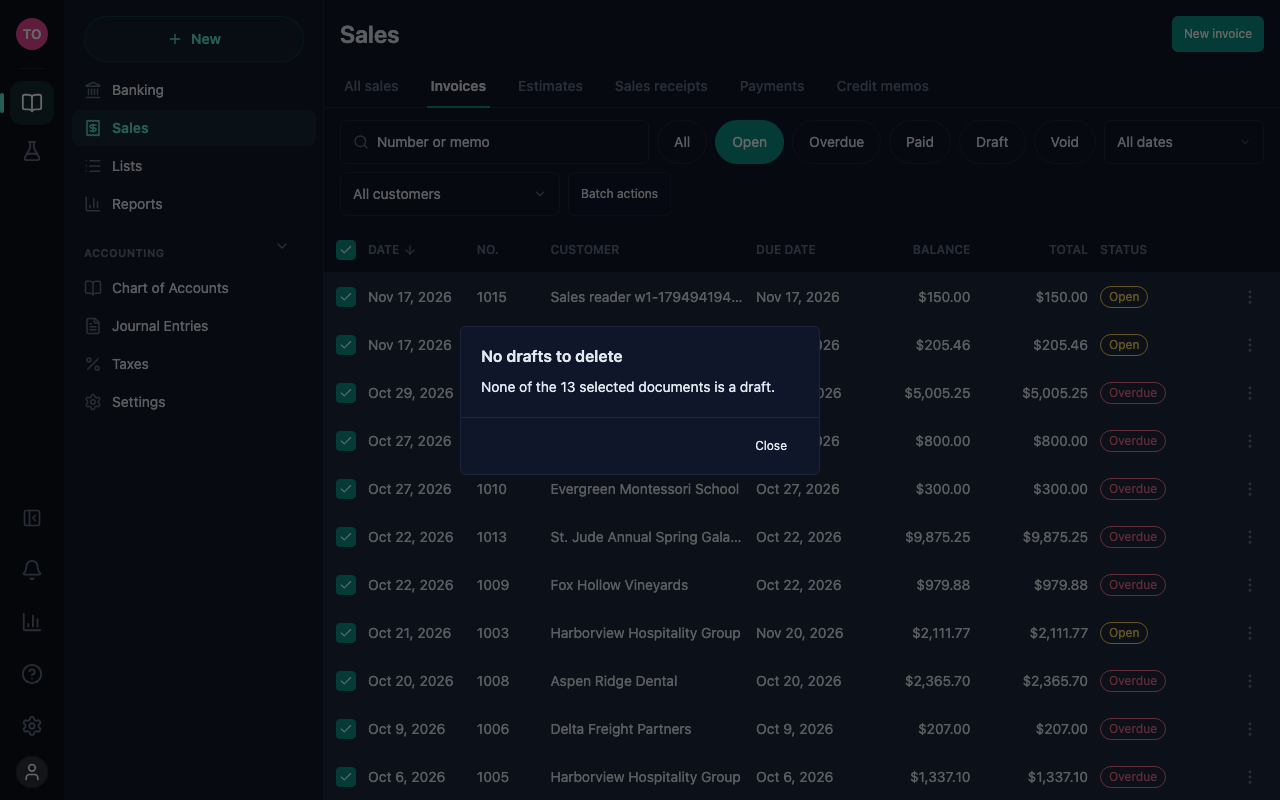 TO
New
Banking
Sales
Lists
Reports
ACCOUNTING
Chart of Accounts
Journal Entries
Taxes
Settings
Sales
New invoice
All sales
Invoices
Estimates
Sales receipts
Payments
Credit memos
Number or memo
All
Open
Overdue
Paid
Draft
Void
All dates
All customers
Batch actions
DATE NO. CUSTOMER DUE DATE BALANCE TOTAL STATUS
Nov 17, 2026 1015 Sales reader w1-179494194... Nov 17, 2026 $150.00 $150.00 Open
Nov 17, 2026 26 $205.46 $205.46 Open
Oct 29, 2026 26 $5,005.25 $5,005.25 Overdue
Oct 27, 2026 26 $800.00 $800.00 Overdue
No drafts to delete
None of the 13 selected documents is a draft.
Close
Oct 27, 2026 1010 Evergreen Montessori School Oct 27, 2026 $300.00 $300.00 Overdue
Oct 22, 2026 1013 St. Jude Annual Spring Gala... Oct 22, 2026 $9,875.25 $9,875.25 Overdue
Oct 22, 2026 1009 Fox Hollow Vineyards Oct 22, 2026 $979.88 $979.88 Overdue
Oct 21, 2026 1003 Harborview Hospitality Group Nov 20, 2026 $2,111.77 $2,111.77 Open
Oct 20, 2026 1008 Aspen Ridge Dental Oct 20, 2026 $2,365.70 $2,365.70 Overdue
Oct 9, 2026 1006 Delta Freight Partners Oct 9, 2026 $207.00 $207.00 Overdue
Oct 6, 2026 1005 Harborview Hospitality Group Oct 6, 2026 $1,337.10 $1,337.10 Overdue